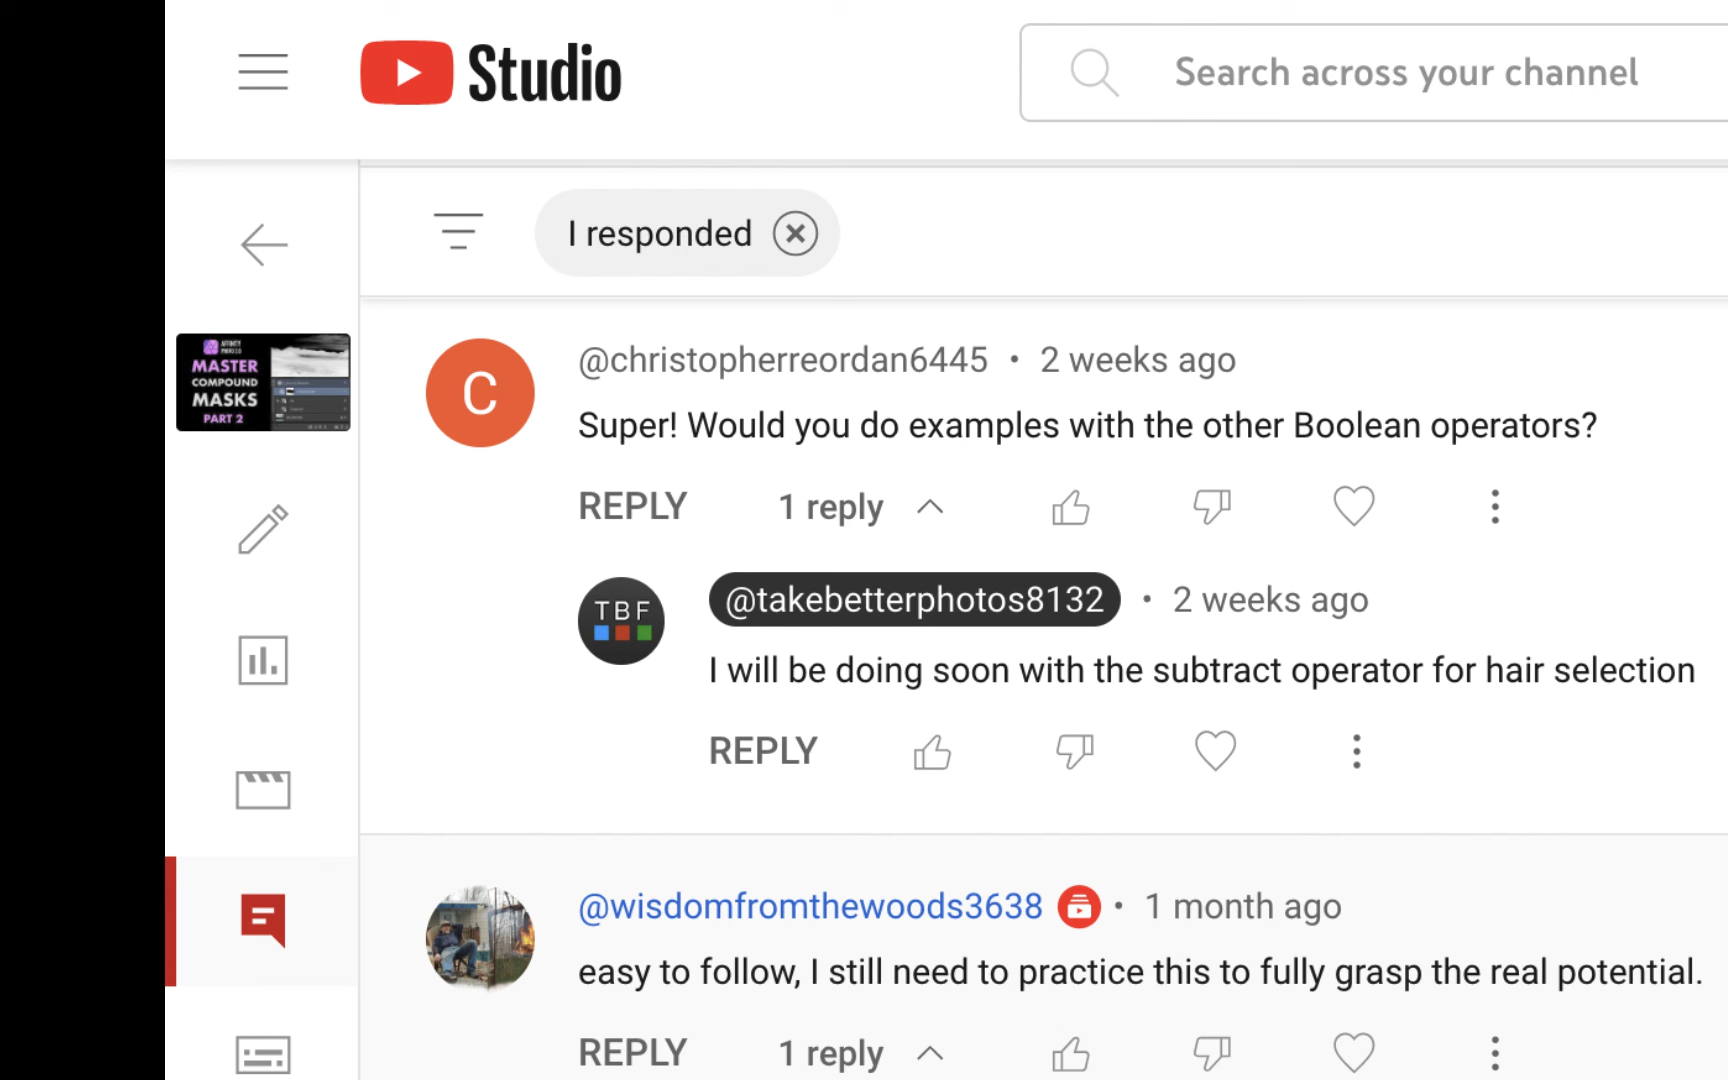 Studio
Search across your channel
I responded
AFFINITY
MASTER
COMPOUND
MASKS
PART 2
C
@christopherreordan6445 • 2 weeks ago
Super! Would you do examples with the other Boolean operators?
REPLY 1 reply
TBF
@takebetterphotos8132 • 2 weeks ago
I will be doing soon with the subtract operator for hair selection
REPLY
@wisdomfromthewoods3638 • 1 month ago
easy to follow, I still need to practice this to fully grasp the real potential.
REPLY 1 reply